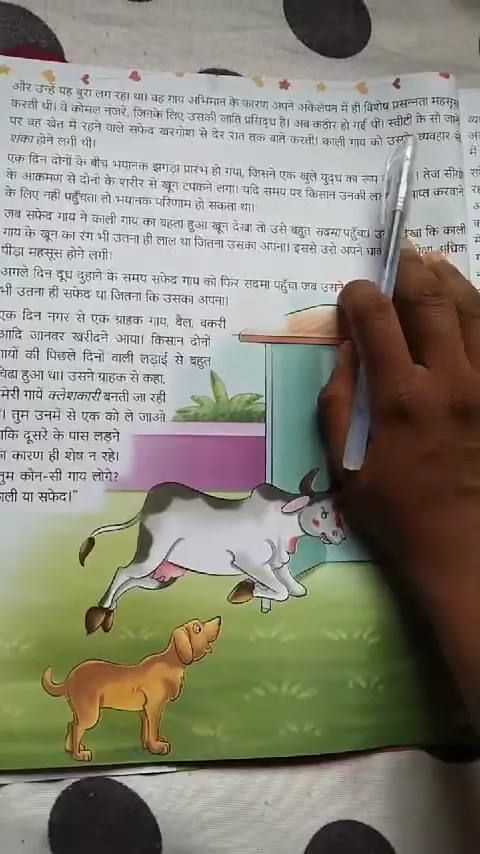 और उन्हें यह बुरा लग रहा था। वह गाय अभिमान के कारण अपने अकेलेपन में ही विशेष प्रसन्नता महसूस
करती थी। वे कोमल नजरें, जिनके लिए उसकी जाति प्रसिद्ध है। अब कठोर हो गई थी। स्वीटी के सो जाने
पर वह खेत में रहने वाले सफेद खरगोश से देर रात तक बातें करती। काली गाय को उसके व्यवहार से
शंका होने लगी थी।
एक दिन दोनों के बीच भयानक झगड़ा प्रारंभ हो गया, जिसने एक खुले युद्ध का रूप तेज सींगों
के आक्रमण से दोनों के शरीर से खून टपकने लगा। यदि समय पर किसान उनकी करवाने
के लिए नहीं पहुँचता तो भयानक परिणाम हो सकता था।
जब सफेद गाय ने काली गाय का बहता हुआ खून देखा तो उसे बहुत सदमा पहुँचा। देखा कि काली
गाय के खून का रंग भी उतना ही लाल था जितना उसका अपना। इससे उसे अपने अधिक
पीड़ा महसूस होने लगी।
अगले दिन दूध दुहाने के समय सफेद गाय को फिर सदमा पहुँचा जब उसने
भी उतना ही सफेद था जितना कि उसका अपना।
एक दिन नगर से एक ग्राहक गाय, बैल, बकरी
आदि जानवर खरीदने आया। किसान दोनों
गायों की पिछले दिनों वाली लड़ाई से बहुत
चिढा हुआ था। उसने ग्राहक से कहा,
मेरी गायें क्लेशकारी बनती जा रही
तुम उनमें से एक को ले जाओ
ताकि दूसरे के पास लड़ने
का कारण ही शेष न रहे।
तुम कौन-सी गाय लोगे?
काली या सफेद।"